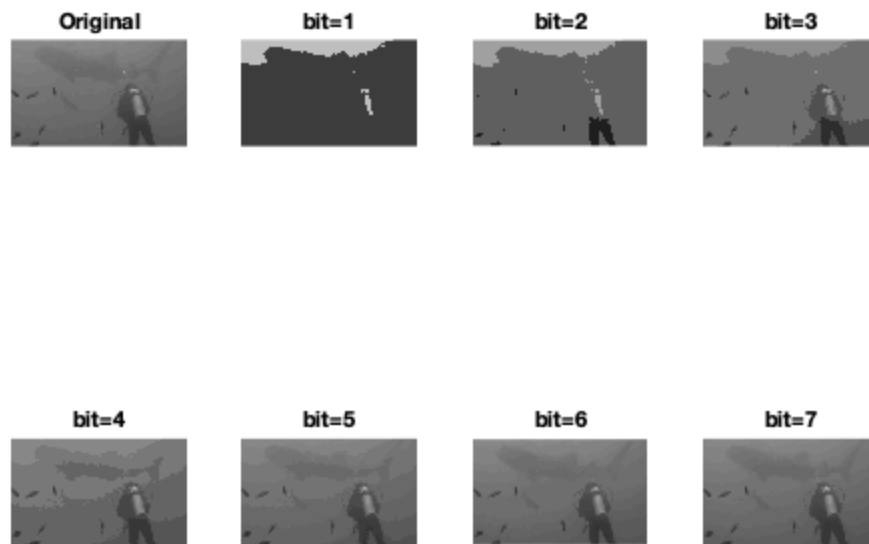 Original
bit=1
bit=2
bit=3
bit=4
bit=5
bit=6
bit=7